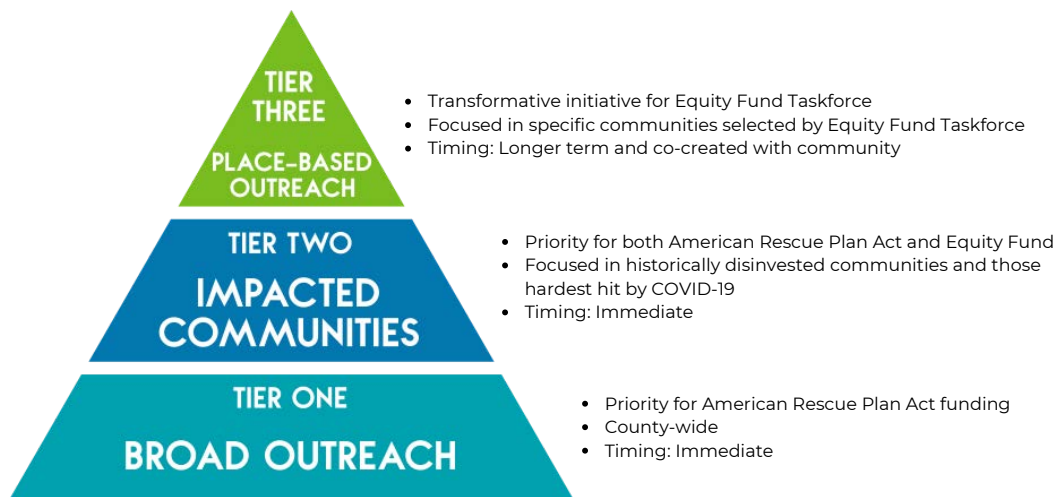 TIER
THREE
PLACE-BASED
OUTREACH
• Transformative initiative for Equity Fund Taskforce
• Focused in specific communities selected by Equity Fund Taskforce
• Timing: Longer term and co-created with community
TIER TWO
IMPACTED
COMMUNITIES
• Priority for both American Rescue Plan Act and Equity Fund
• Focused in historically disinvested communities and those
hardest hit by COVID-19
• Timing: Immediate
TIER ONE
BROAD OUTREACH
• Priority for American Rescue Plan Act funding
• County-wide
• Timing: Immediate